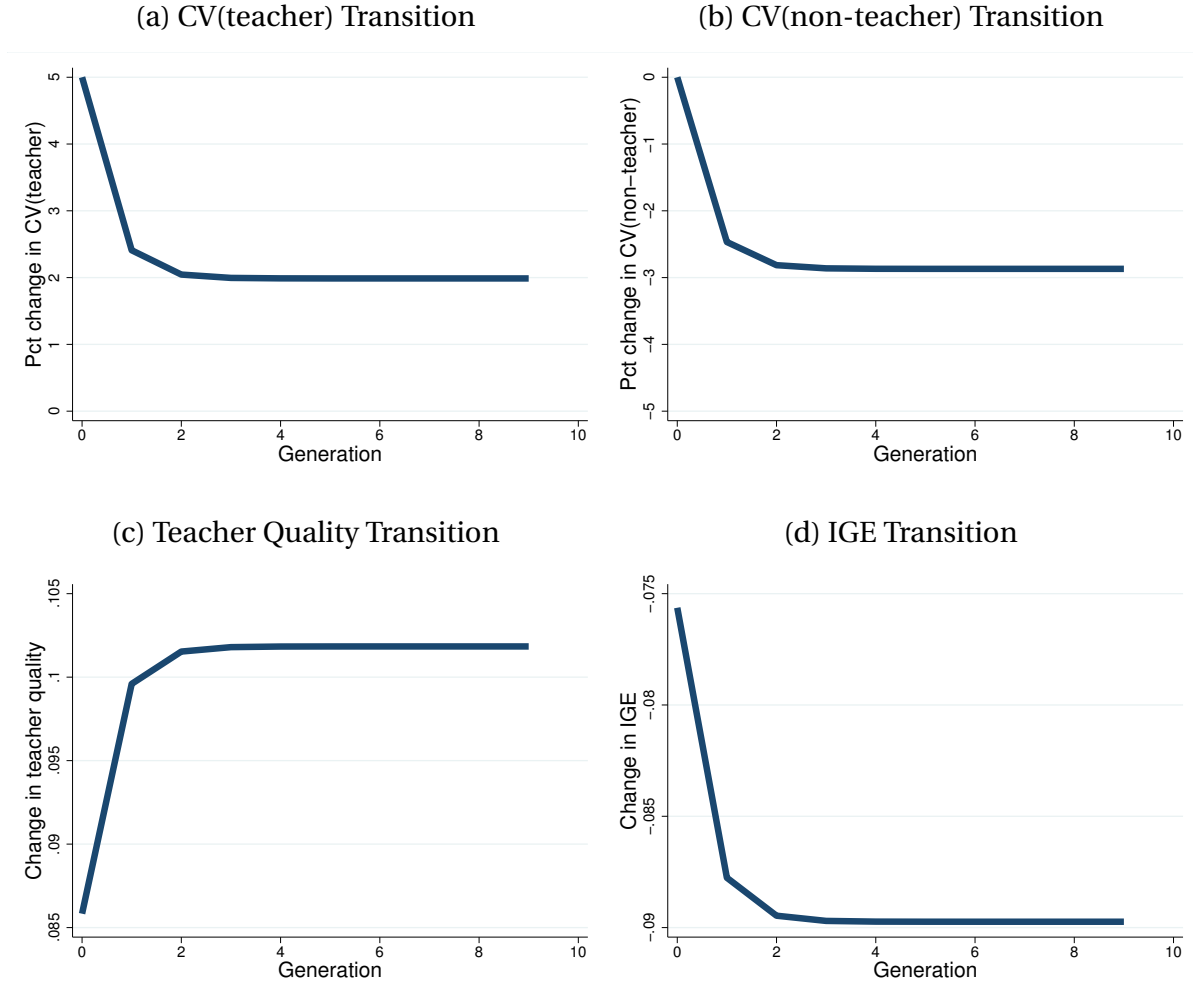 (a) CV(teacher) Transition
Pct change in CV(teacher)
5
4
3
2
1
0
0 2 4 6 8 10
Generation
(b) CV(non-teacher) Transition
Pct change in CV(non−teacher)
0
−1
−2
−3
−4
−5
0 2 4 6 8 10
Generation
(c) Teacher Quality Transition
Change in teacher quality
.105
.1
.095
.09
.085
0 2 4 6 8 10
Generation
(d) IGE Transition
Change in IGE
−.075
−.08
−.085
−.09
0 2 4 6 8 10
Generation